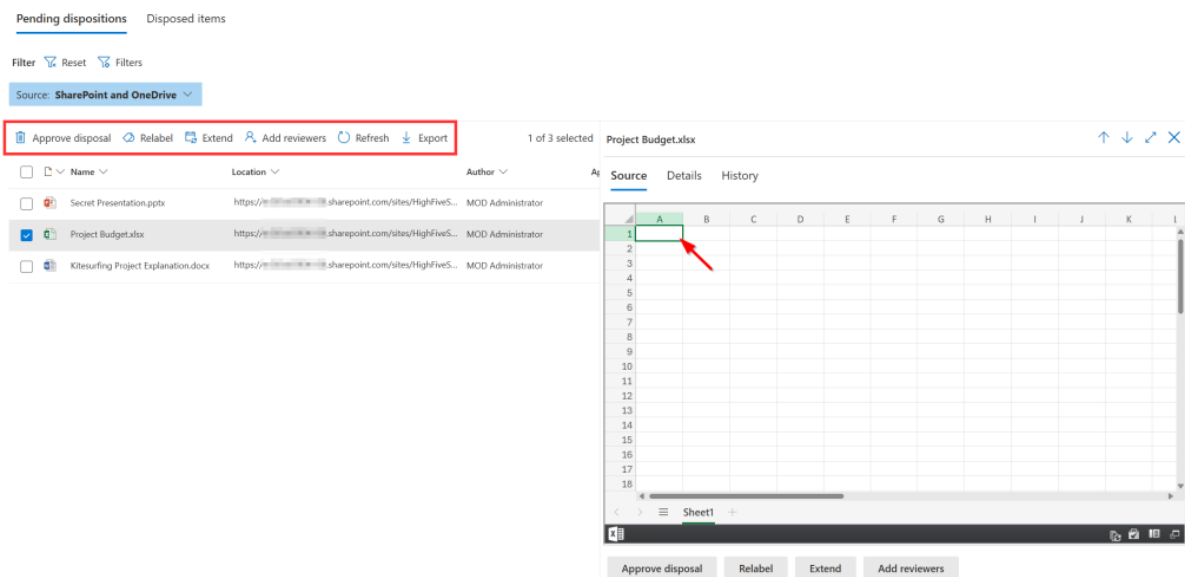 Pending dispositions Disposed items
Filter Reset Filters
Source: SharePoint and OneDrive
Approve disposal Relabel Extend Add reviewers Refresh Export 1 of 3 selected
Name Location Author
Secret Presentation.pptx https:// .sharepoint.com/sites/HighFiveS... MOD Administrator
Project Budget.xlsx https:// .sharepoint.com/sites/HighFiveS... MOD Administrator
Kitesurfing Project Explanation.docx https:// .sharepoint.com/sites/HighFiveS... MOD Administrator
Project Budget.xlsx
Source Details History
A B C D E F G H I J K
1
2
3
4
5
6
7
8
9
10
11
12
13
14
15
16
17
18
Sheet1
Approve disposal Relabel Extend Add reviewers